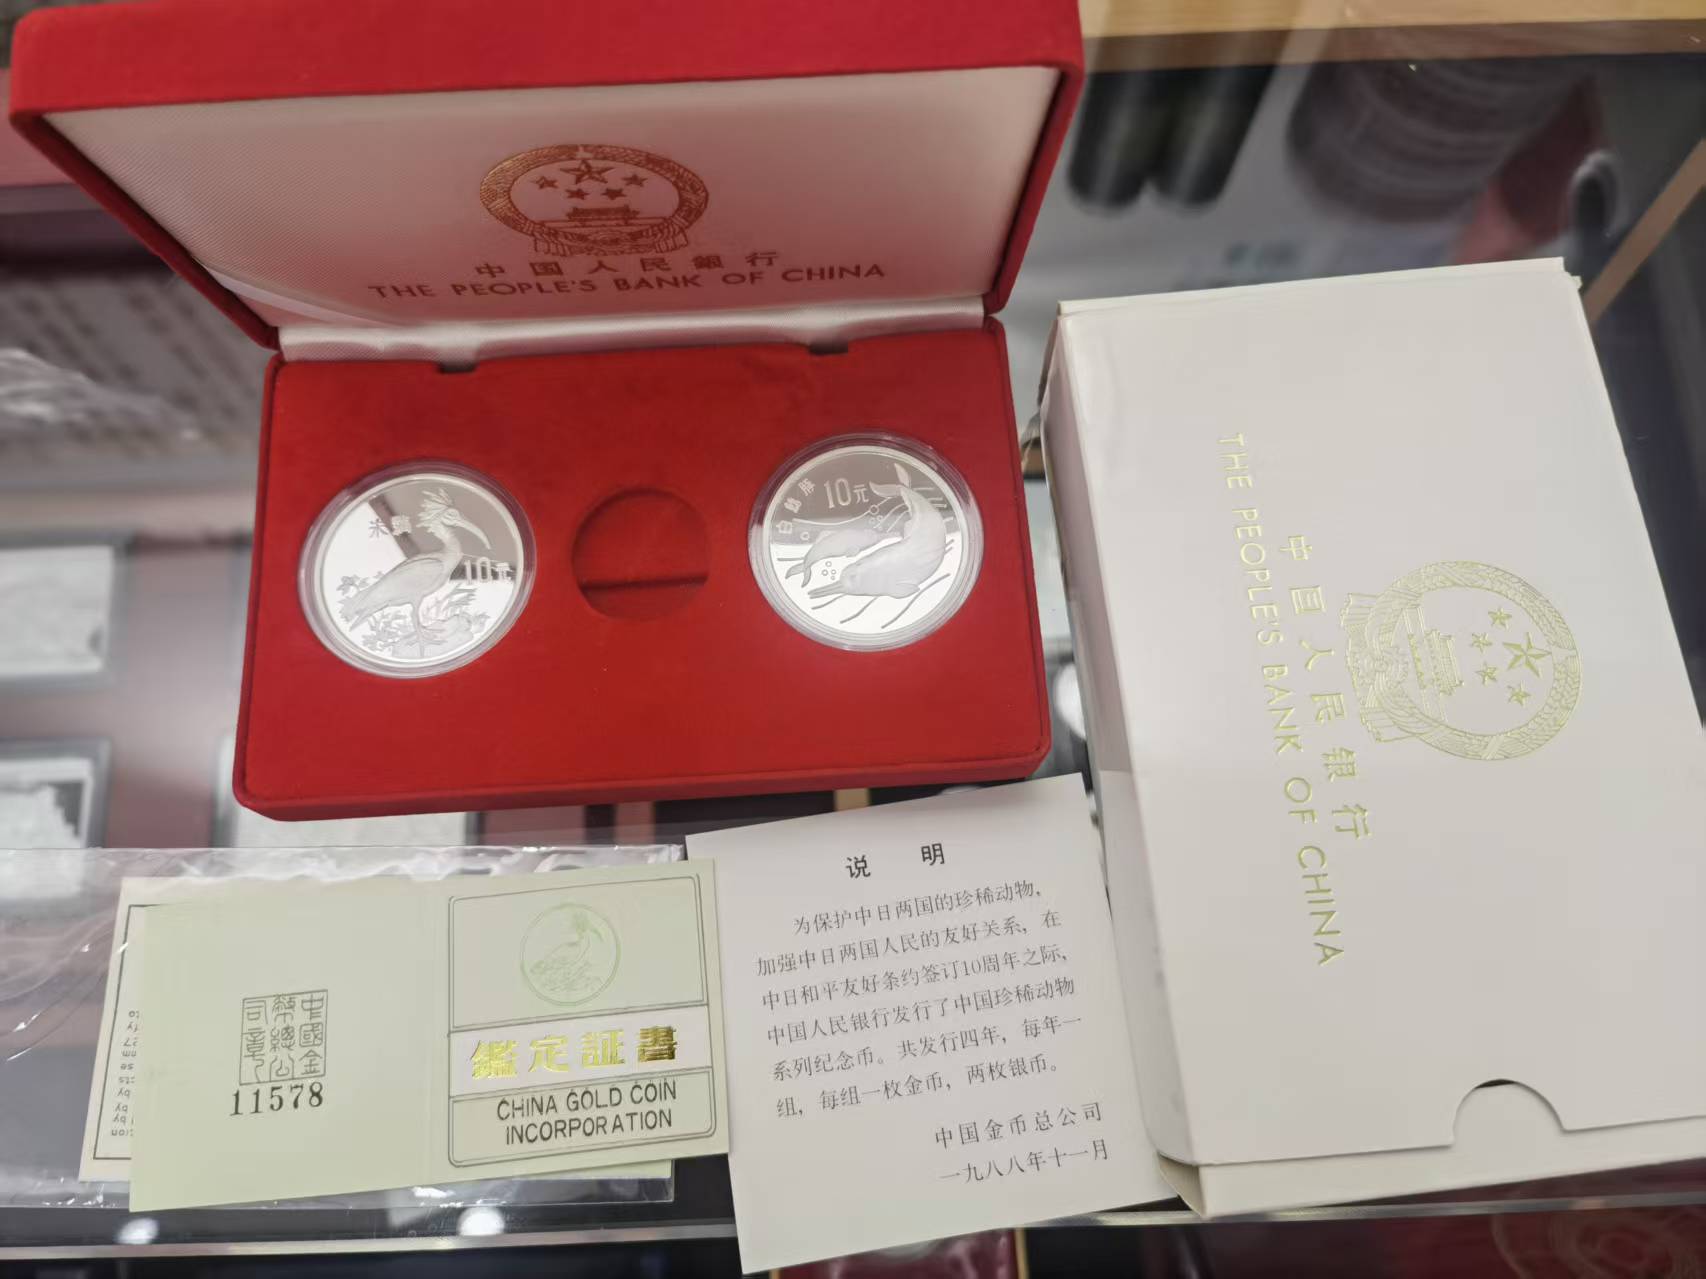 中国人民銀行
THE PEOPLE'S BANK OF CHINA
朱䴉
10元
白鱀豚
10元
中国人民銀行
THE PEOPLE'S BANK OF CHINA
中國金幣總公司章
11578
鑑定証書
CHINA GOLD COIN
INCORPORATION
说 明
为保护中日两国的珍稀动物,
加强中日两国人民的友好关系, 在
中日和平友好条约签订10周年之际,
中国人民银行发行了中国珍稀动物
系列纪念币。共发行四年, 每年一
组, 每组一枚金币, 两枚银币。
中国金币总公司
一九八八年十一月